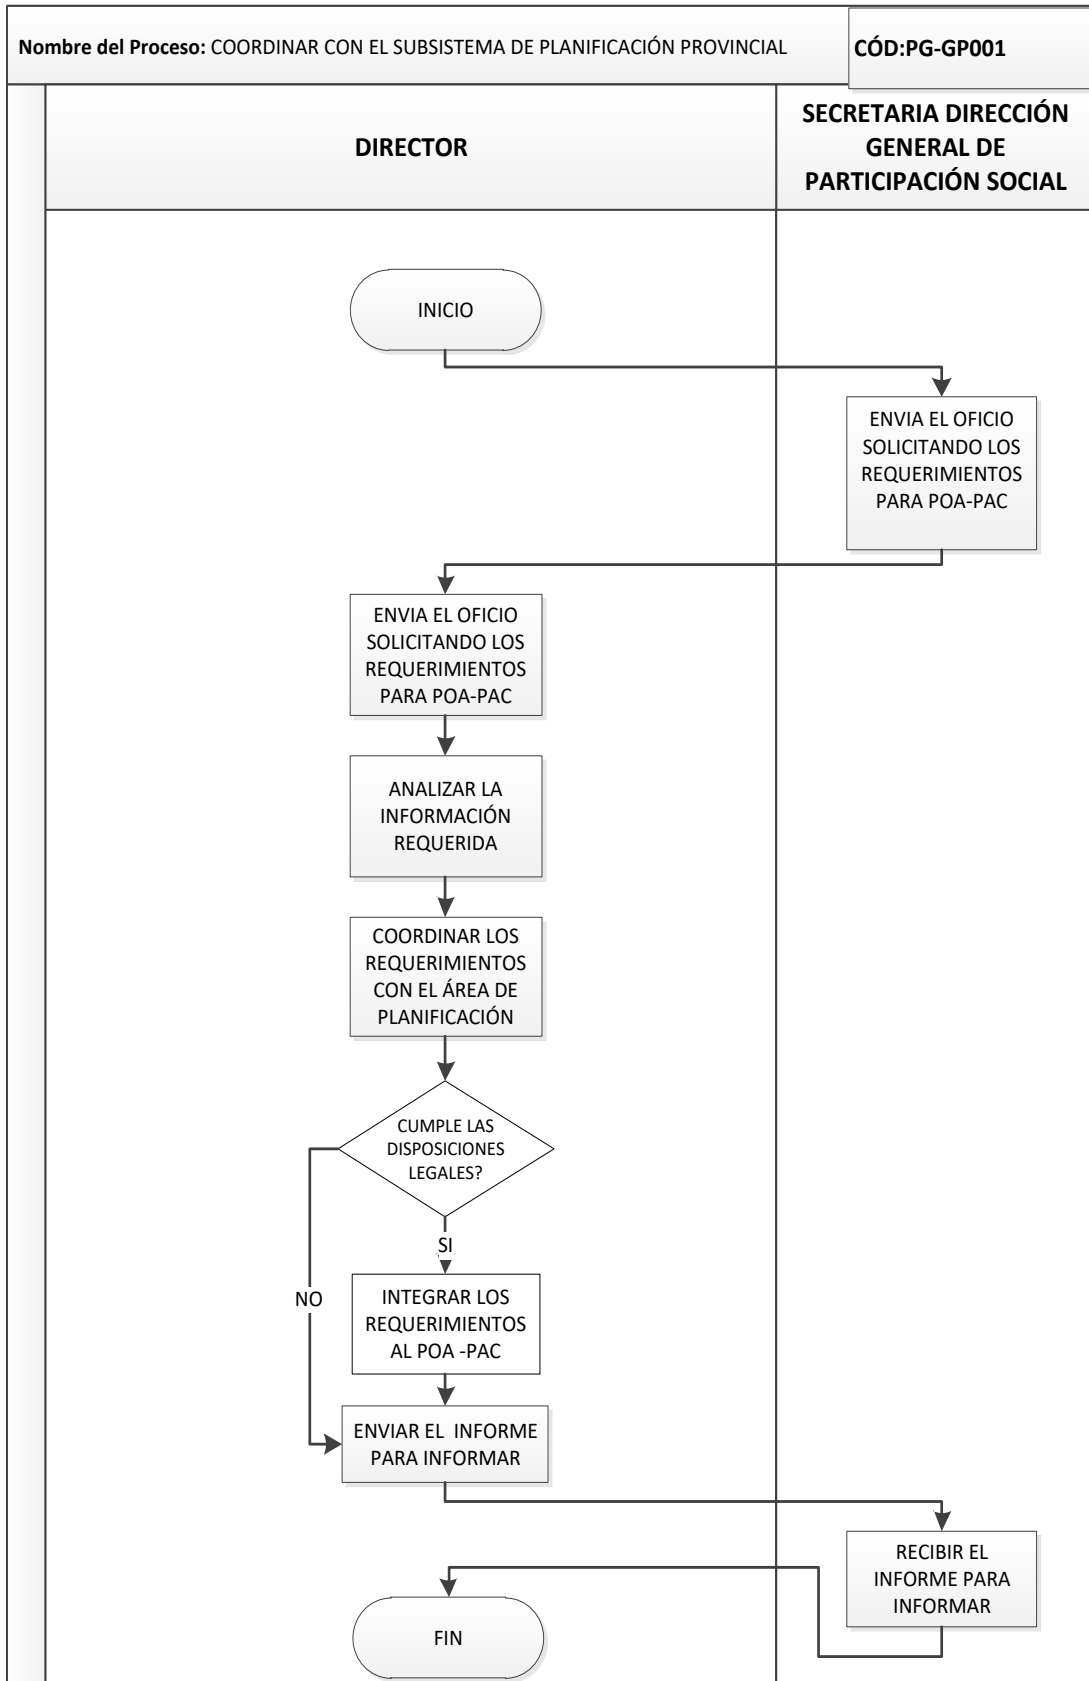 Nombre del Proceso: COORDINAR CON EL SUBSISTEMA DE PLANIFICACIÓN PROVINCIAL
CÓD:PG-GP001
DIRECTOR
SECRETARIA DIRECCIÓN
GENERAL DE
PARTICIPACIÓN SOCIAL
INICIO
ENVIA EL OFICIO
SOLICITANDO LOS
REQUERIMIENTOS
PARA POA-PAC
ENVIA EL OFICIO
SOLICITANDO LOS
REQUERIMIENTOS
PARA POA-PAC
ANALIZAR LA
INFORMACIÓN
REQUERIDA
COORDINAR LOS
REQUERIMIENTOS
CON EL ÁREA DE
PLANIFICACIÓN
CUMPLE LAS
DISPOSICIONES
LEGALES?
SI
NO
INTEGRAR LOS
REQUERIMIENTOS
AL POA -PAC
ENVIAR EL  INFORME
PARA INFORMAR
RECIBIR EL
INFORME PARA
INFORMAR
FIN